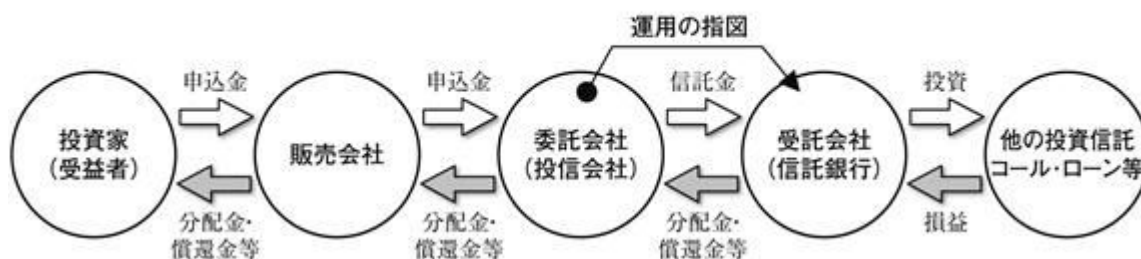 運用の指図
申込金
申込金
信託金
投資
投資家
(受益者)
販売会社
委託会社
(投信会社)
受託会社
(信託銀行)
他の投資信託
コール・ローン等
分配金・
償還金等
分配金・
償還金等
分配金・
償還金等
損益